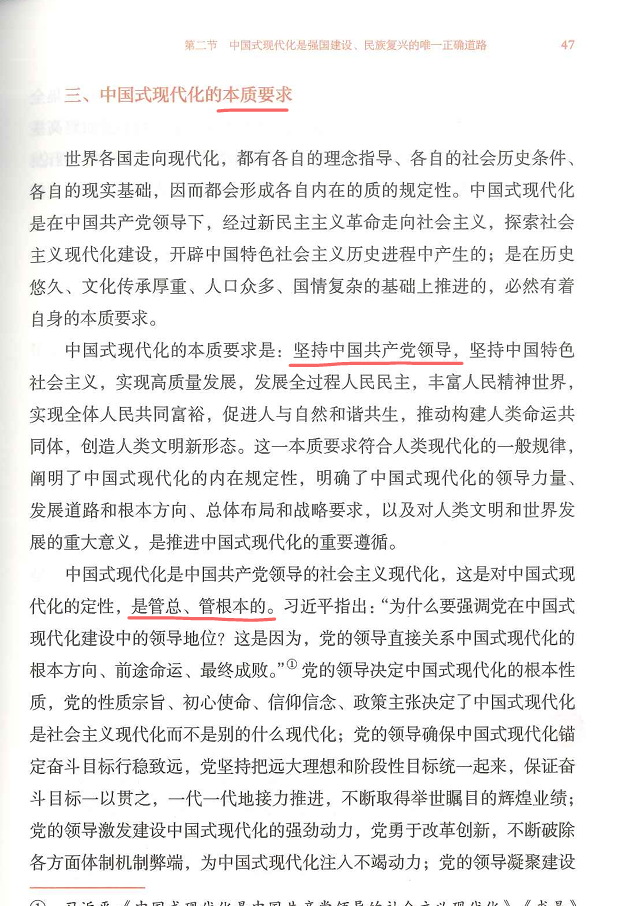 第二节 中国式现代化是强国建设、民族复兴的唯一正确道路 47
三、中国式现代化的本质要求
世界各国走向现代化，都有各自的理念指导、各自的社会历史条件、
各自的现实基础，因而都会形成各自内在的质的规定性。中国式现代化
是在中国共产党领导下，经过新民主主义革命走向社会主义，探索社会
主义现代化建设，开辟中国特色社会主义历史进程中产生的；是在历史
悠久、文化传承厚重、人口众多、国情复杂的基础上推进的，必然有着
自身的本质要求。
中国式现代化的本质要求是：坚持中国共产党领导，坚持中国特色
社会主义，实现高质量发展，发展全过程人民民主，丰富人民精神世界，
实现全体人民共同富裕，促进人与自然和谐共生，推动构建人类命运共
同体，创造人类文明新形态。这一本质要求符合人类现代化的一般规律，
阐明了中国式现代化的内在规定性，明确了中国式现代化的领导力量、
发展道路和根本方向、总体布局和战略要求，以及对人类文明和世界发
展的重大意义，是推进中国式现代化的重要遵循。
中国式现代化是中国共产党领导的社会主义现代化，这是对中国式现
代化的定性，是管总、管根本的。习近平指出：“为什么要强调党在中国式
现代化建设中的领导地位？这是因为，党的领导直接关系中国式现代化的
根本方向、前途命运、最终成败。”①党的领导决定中国式现代化的根本性
质，党的性质宗旨、初心使命、信仰信念、政策主张决定了中国式现代化
是社会主义现代化而不是别的什么现代化；党的领导确保中国式现代化锚
定奋斗目标行稳致远，党坚持把远大理想和阶段性目标统一起来，保证奋
斗目标一以贯之，一代一代地接力推进，不断取得举世瞩目的辉煌业绩；
党的领导激发建设中国式现代化的强劲动力，党勇于改革创新，不断破除
各方面体制机制弊端，为中国式现代化注入不竭动力；党的领导凝聚建设